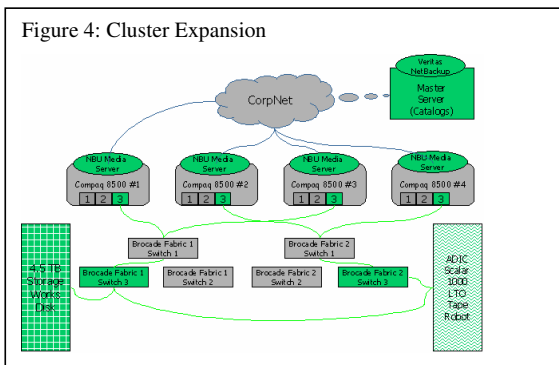 Figure 4: Cluster Expansion
Veritas
NetBackup
Master
Server
(Catalogs)
CorpNet
NBU Media
Server
Compaq 8500 #1
1 2 3
NBU Media
Server
Compaq 8500 #2
1 2 3
NBU Media
Server
Compaq 8500 #3
1 2 3
NBU Media
Server
Compaq 8500 #4
1 2 3
Brocade Fabric 1
Switch 1
Brocade Fabric 2
Switch 1
Brocade Fabric 1
Switch 3
Brocade Fabric 1
Switch 2
Brocade Fabric 2
Switch 2
Brocade Fabric 2
Switch 3
4.5 TB
Storage
Works
Disk
ADIC
Scalar
1000
LTO
Tape
Robot